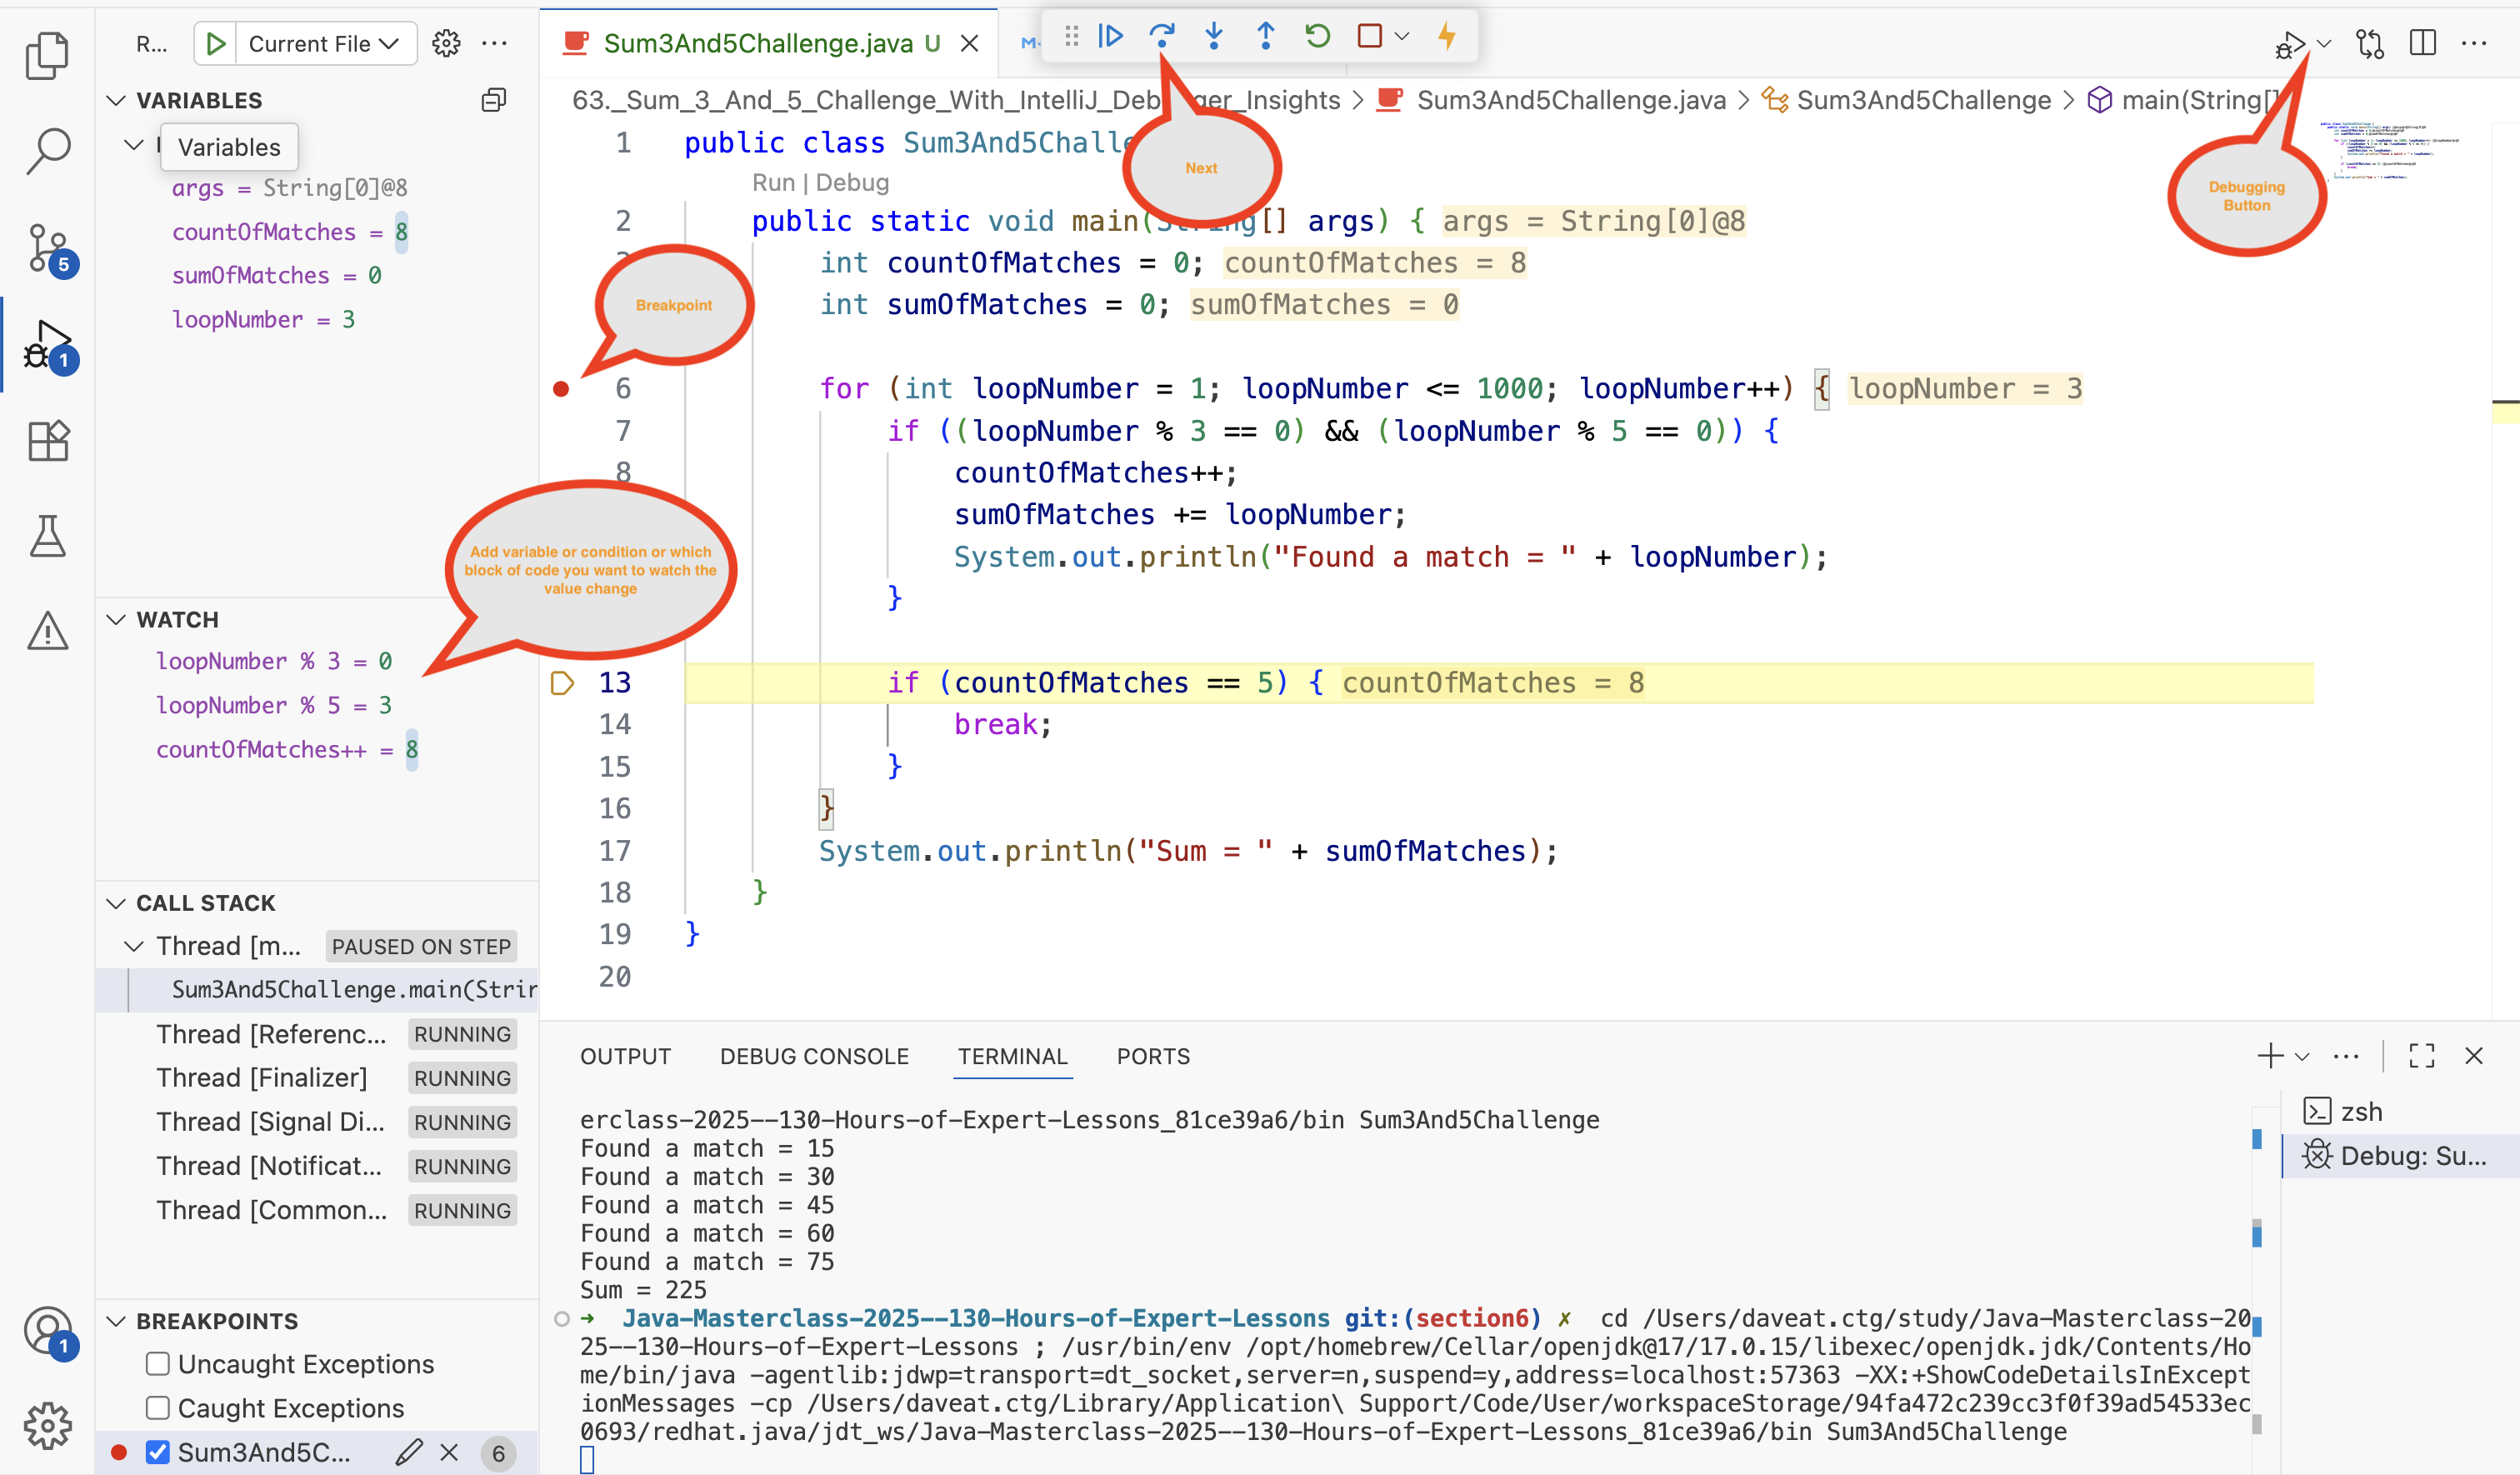 R...
Current File
Sum3And5Challenge.java U
VARIABLES
Variables
args = String[0]@8
countOfMatches = 8
sumOfMatches = 0
loopNumber = 3
WATCH
loopNumber % 3 = 0
loopNumber % 5 = 3
countOfMatches++ = 8
CALL STACK
Thread [m... PAUSED ON STEP
Sum3And5Challenge.main(Strin
Thread [Referenc... RUNNING
Thread [Finalizer] RUNNING
Thread [Signal Di... RUNNING
Thread [Notificat... RUNNING
Thread [Common... RUNNING
BREAKPOINTS
Uncaught Exceptions
Caught Exceptions
Sum3And5C... 6
5
1
1
63._Sum_3_And_5_Challenge_With_IntelliJ_Deb ger_Insights > Sum3And5Challenge.java > Sum3And5Challenge > main(String[]
Next
Debugging
Button
Breakpoint
Add variable or condition or which
block of code you want to watch the
value change
1 public class Sum3And5Challe
Run | Debug
2 public static void main(String[] args) { args = String[0]@8
int countOfMatches = 0; countOfMatches = 8
int sumOfMatches = 0; sumOfMatches = 0
6 for (int loopNumber = 1; loopNumber <= 1000; loopNumber++) { loopNumber = 3
7 if ((loopNumber % 3 == 0) && (loopNumber % 5 == 0)) {
8 countOfMatches++;
sumOfMatches += loopNumber;
System.out.println("Found a match = " + loopNumber);
}
13 if (countOfMatches == 5) { countOfMatches = 8
14 break;
15 }
16 }
17 System.out.println("Sum = " + sumOfMatches);
18 }
19 }
20
OUTPUT DEBUG CONSOLE TERMINAL PORTS
erclass-2025--130-Hours-of-Expert-Lessons_81ce39a6/bin Sum3And5Challenge
Found a match = 15
Found a match = 30
Found a match = 45
Found a match = 60
Found a match = 75
Sum = 225
➜ Java-Masterclass-2025--130-Hours-of-Expert-Lessons git:(section6) ✗ cd /Users/daveat.ctg/study/Java-Masterclass-20
25--130-Hours-of-Expert-Lessons ; /usr/bin/env /opt/homebrew/Cellar/openjdk@17/17.0.15/libexec/openjdk.jdk/Contents/Ho
me/bin/java -agentlib:jdwp=transport=dt_socket,server=n,suspend=y,address=localhost:57363 -XX:+ShowCodeDetailsInExcept
ionMessages -cp /Users/daveat.ctg/Library/Application\ Support/Code/User/workspaceStorage/94fa472c239cc3f0f39ad54533ec
0693/redhat.java/jdt_ws/Java-Masterclass-2025--130-Hours-of-Expert-Lessons_81ce39a6/bin Sum3And5Challenge
zsh
Debug: Su...